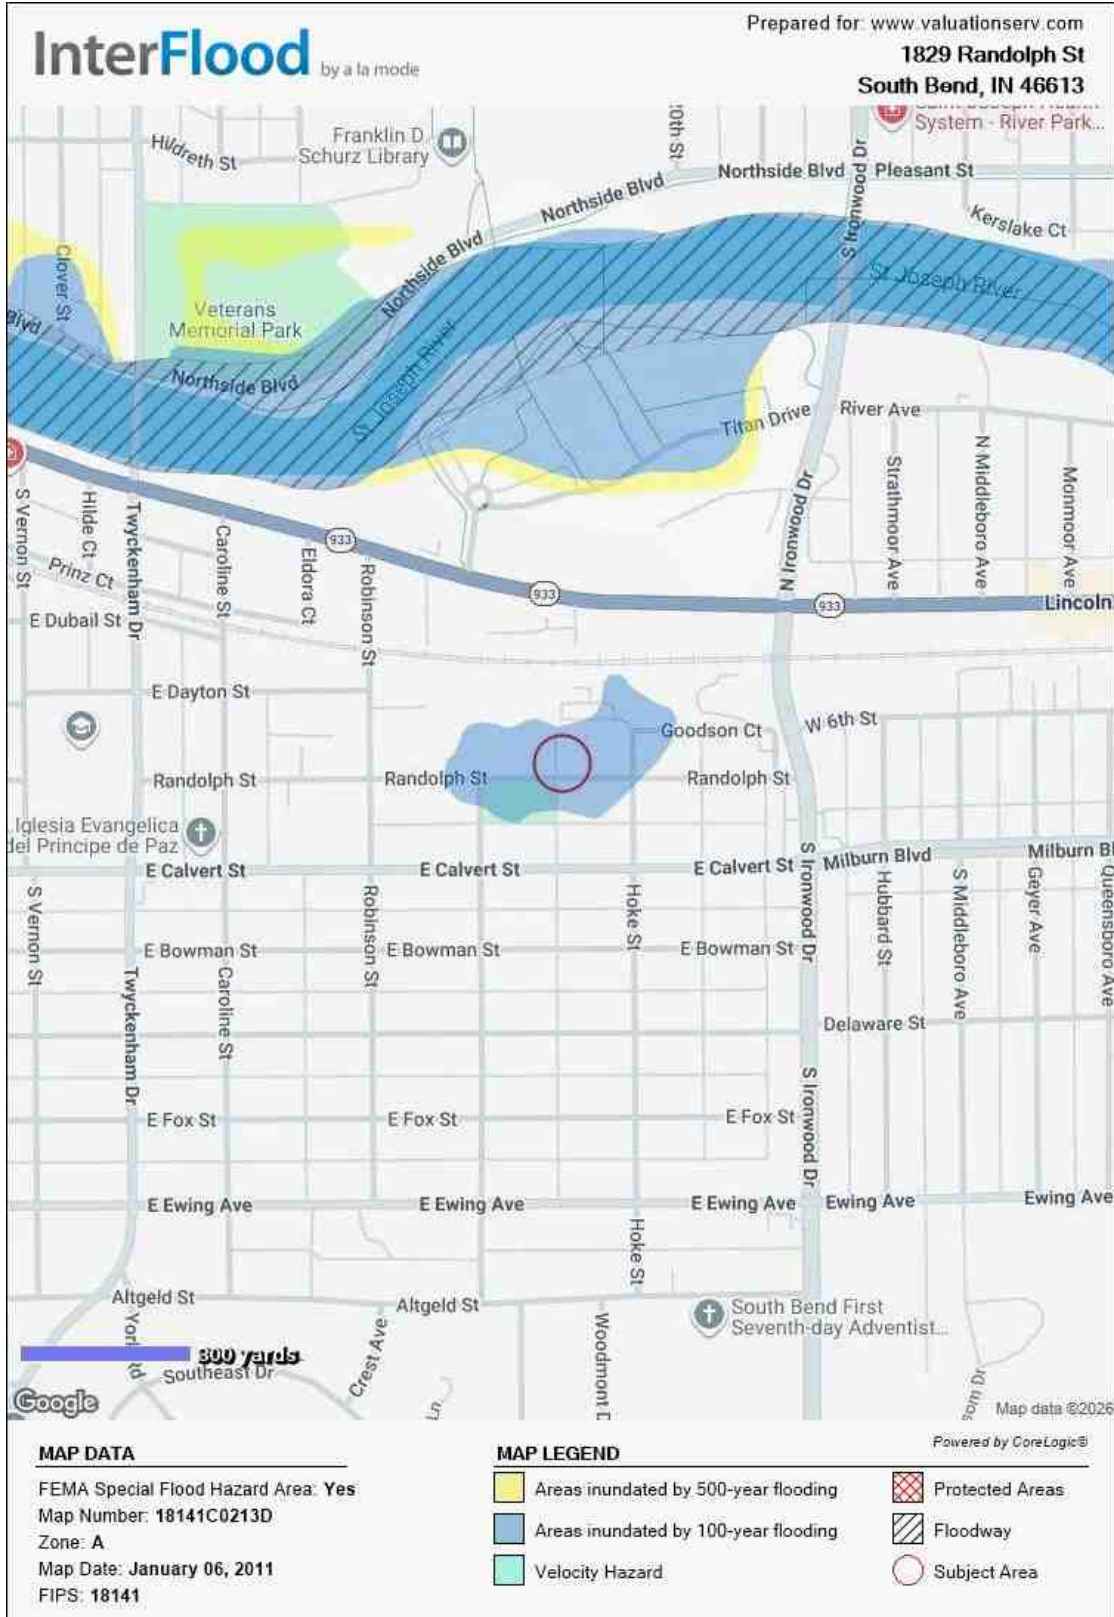 InterFlood by a la mode
Prepared for: www.valuationserv.com
1829 Randolph St
South Bend, IN 46613
System - River Park...
Franklin D
Schurz Library
Hildreth St
Northside Blvd
Pleasant St
Northside Blvd
S Ironwood Dr
Kerslake Ct
Clover St
Northside Blvd
St Joseph River
Veterans
Memorial Park
Blvd
Northside Blvd
St Joseph River
Titan Drive
River Ave
S Vernon St
Hilde Ct
Twyckenham Dr
Caroline St
Eldora Ct
933
Robinson St
N Ironwood Dr
Strathmoor Ave
N Middleboro Ave
Monmoor Ave
Prinz Ct
933
933
Lincoln
E Dubail St
E Dayton St
W 6th St
Goodson Ct
Randolph St
Randolph St
Randolph St
Iglesia Evangelica
del Principe de Paz
E Calvert St
E Calvert St
E Calvert St
S Ironwood Dr
Milburn Blvd
Milburn Bl
S Vernon St
Robinson St
Hoke St
Hubbard St
S Middleboro Ave
Geyer Ave
Queensboro Ave
E Bowman St
E Bowman St
E Bowman St
Twyckenham Dr
Caroline St
Delaware St
S Ironwood Dr
E Fox St
E Fox St
E Fox St
E Ewing Ave
E Ewing Ave
E Ewing Ave
Ewing Ave
Ewing Ave
Hoke St
Altgeld St
Altgeld St
South Bend First
Seventh-day Adventist...
800 yards
Southeast Dr
Crest Ave
Ln
Woodmont D
Google
Map data ©2026
Powered by CoreLogic®
MAP DATA
FEMA Special Flood Hazard Area: Yes
Map Number: 18141C0213D
Zone: A
Map Date: January 06, 2011
FIPS: 18141
MAP LEGEND
Areas inundated by 500-year flooding
Areas inundated by 100-year flooding
Velocity Hazard
Protected Areas
Floodway
Subject Area